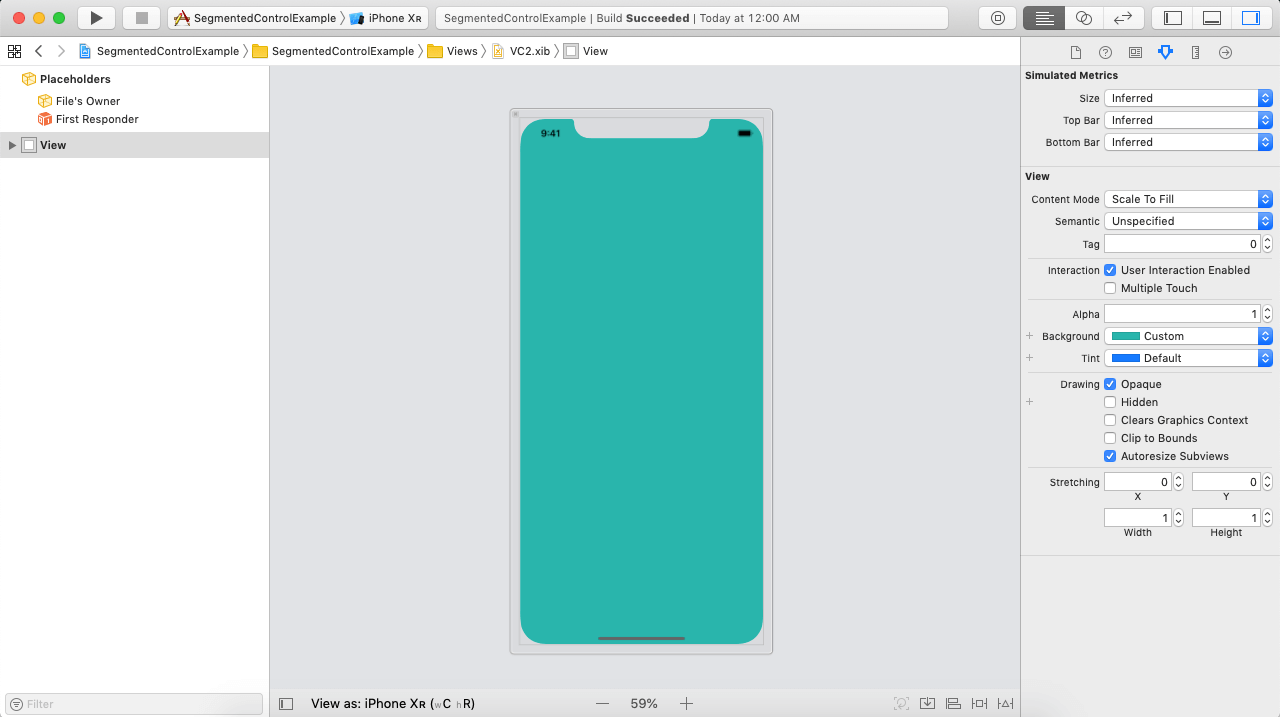 SegmentedControlExample iPhone Xʀ SegmentedControlExample | Build Succeeded | Today at 12:05 AM
SegmentedControlExample SegmentedControlExample Views VC2.xib View
Placeholders
File's Owner
First Responder
View
Filter
9:41
View as: iPhone Xʀ (wC hR) 59%
Simulated Metrics
Size Inferred
Top Bar Inferred
Bottom Bar Inferred
View
Content Mode Scale To Fill
Semantic Unspecified
Tag 0
Interaction User Interaction Enabled
Multiple Touch
Alpha 1
Background Custom
Tint Default
Drawing Opaque
Hidden
Clears Graphics Context
Clip to Bounds
Autoresize Subviews
Stretching 0 0
X Y
1 1
Width Height